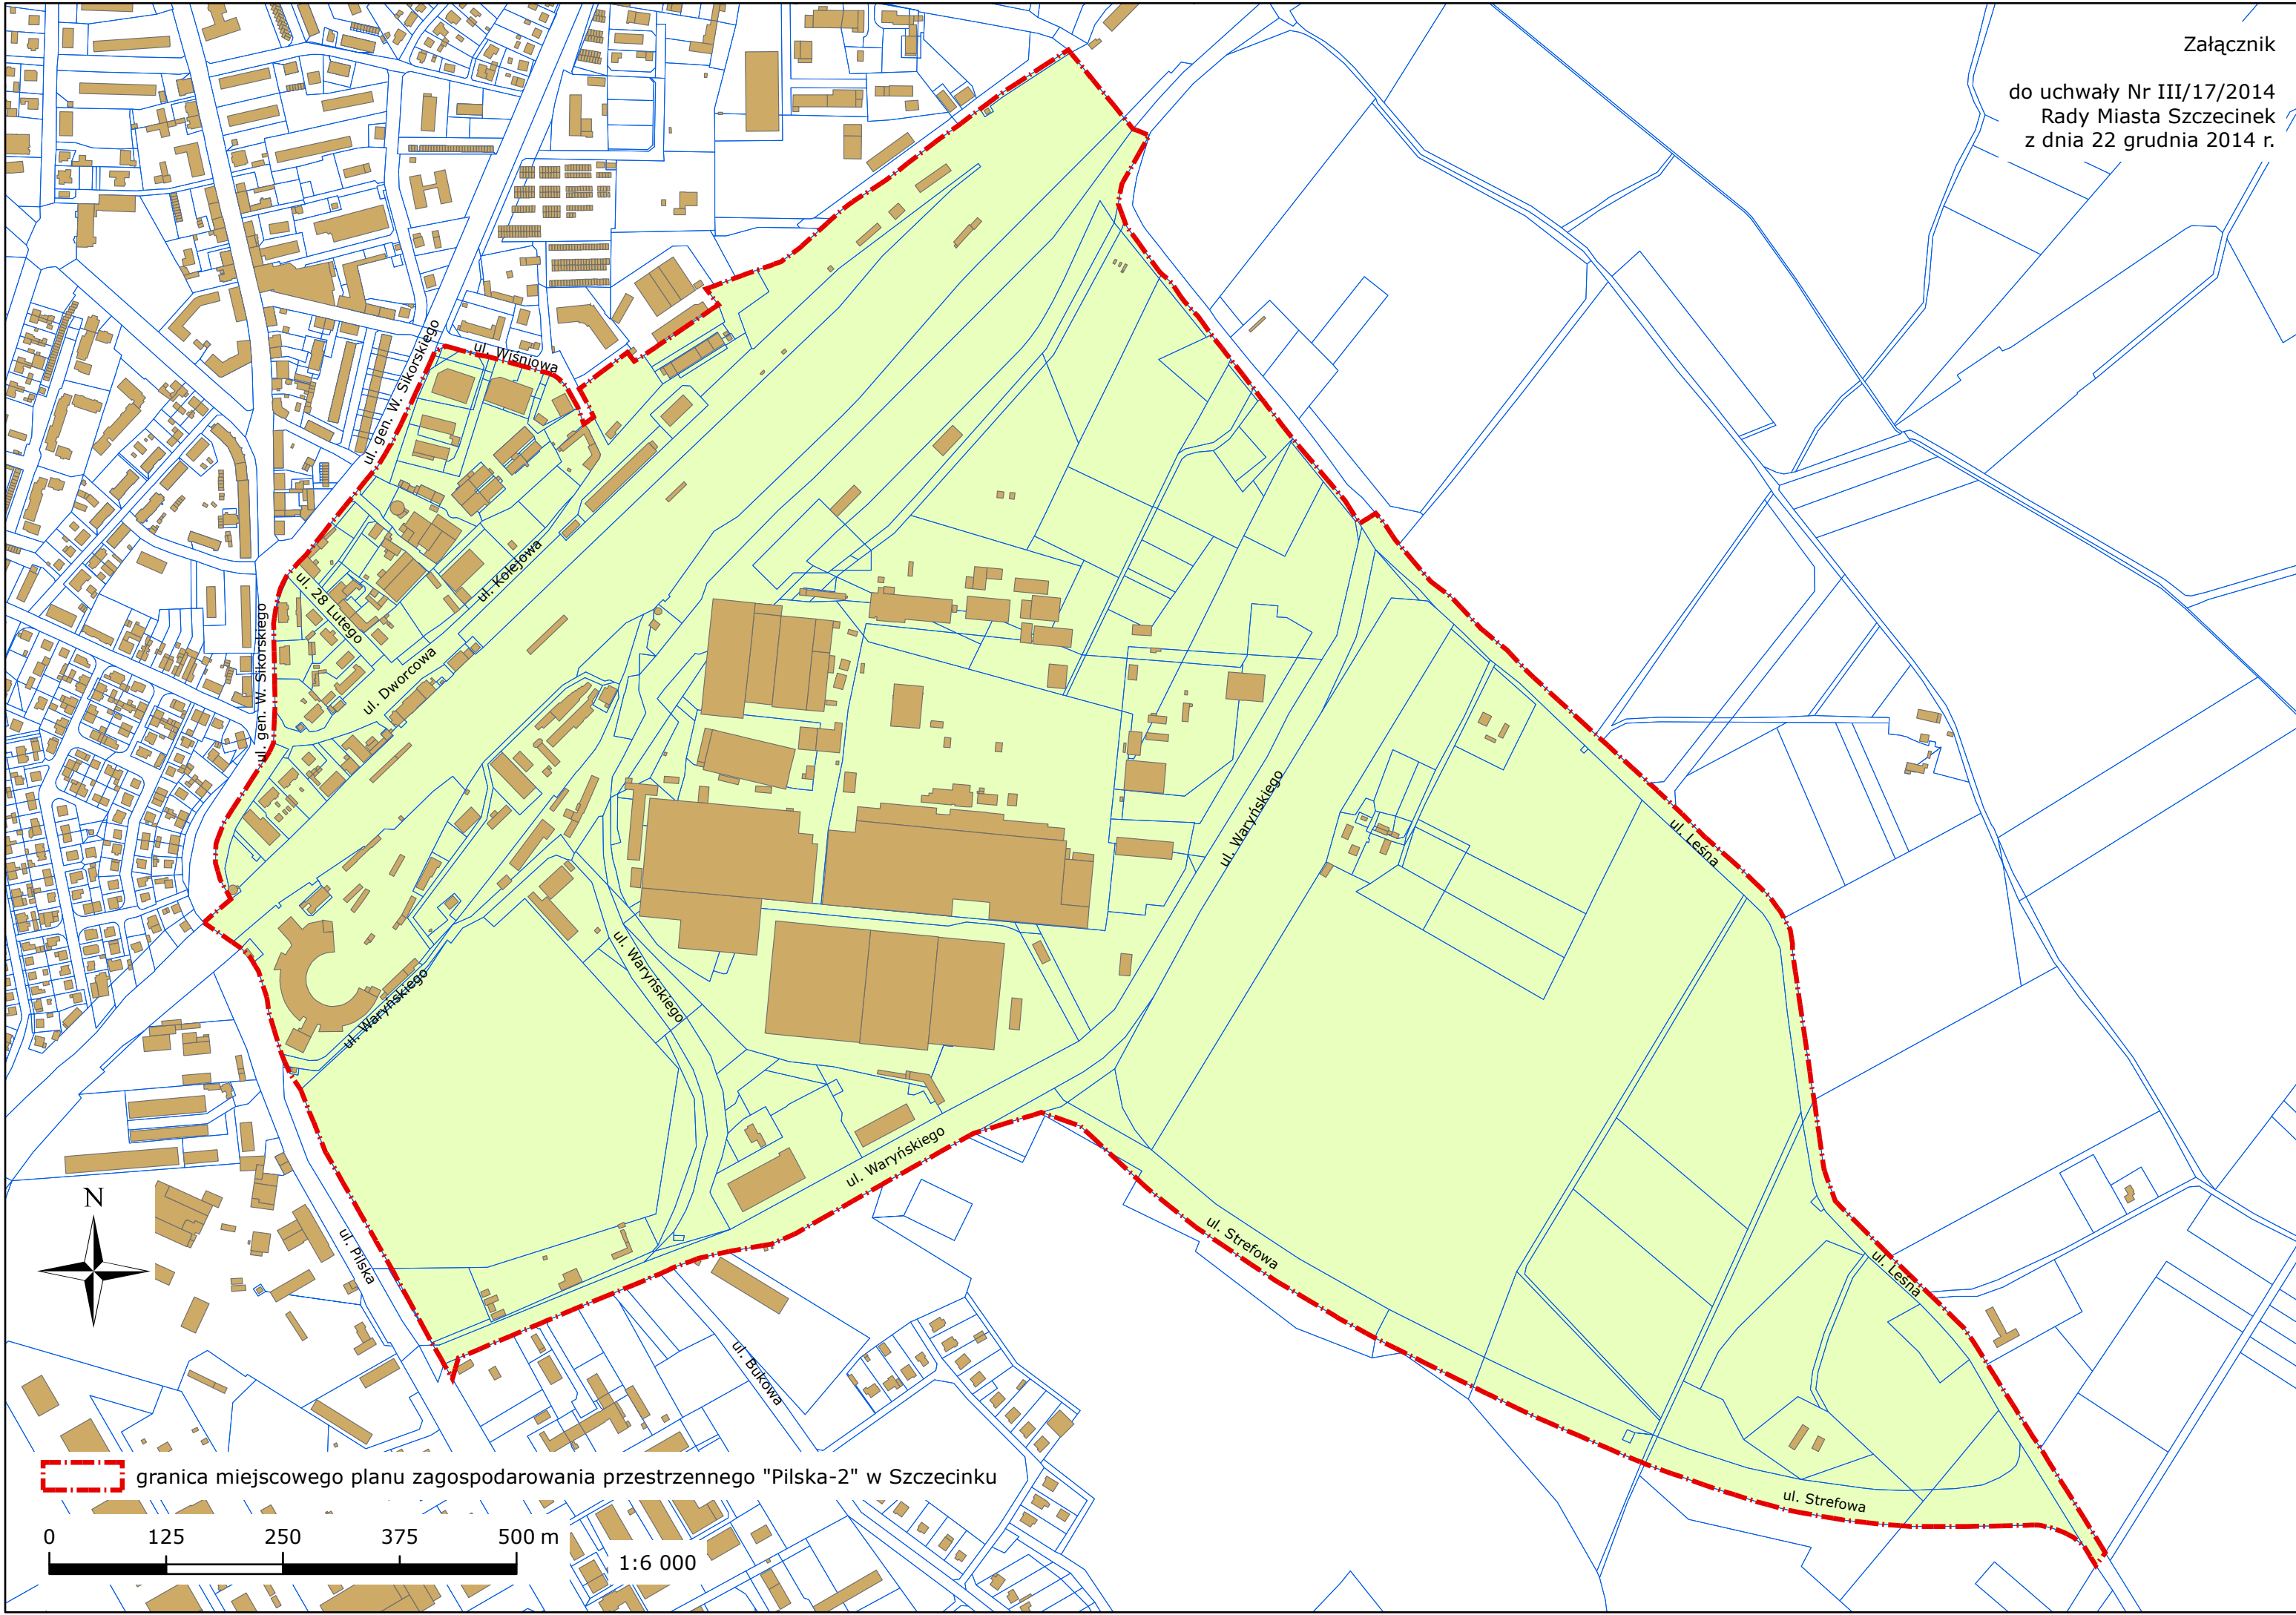 Załącznik
do uchwały Nr III/17/2014
Rady Miasta Szczecinek
z dnia 22 grudnia 2014 r.
ul. Wiśniowa
ul. gen. W. Sikorskiego
ul. Kolejowa
ul. 28 Lutego
ul. gen. W. Sikorskiego
ul. Dworcowa
ul. Waryńskiego
ul. Leśna
ul. Waryńskiego
ul. Waryńskiego
ul. Waryńskiego
ul. Strefowa
ul. Pilska
ul. Leśna
ul. Bukowa
ul. Strefowa
N
granica miejscowego planu zagospodarowania przestrzennego "Pilska-2" w Szczecinku
0 125 250 375 500 m
1:6 000